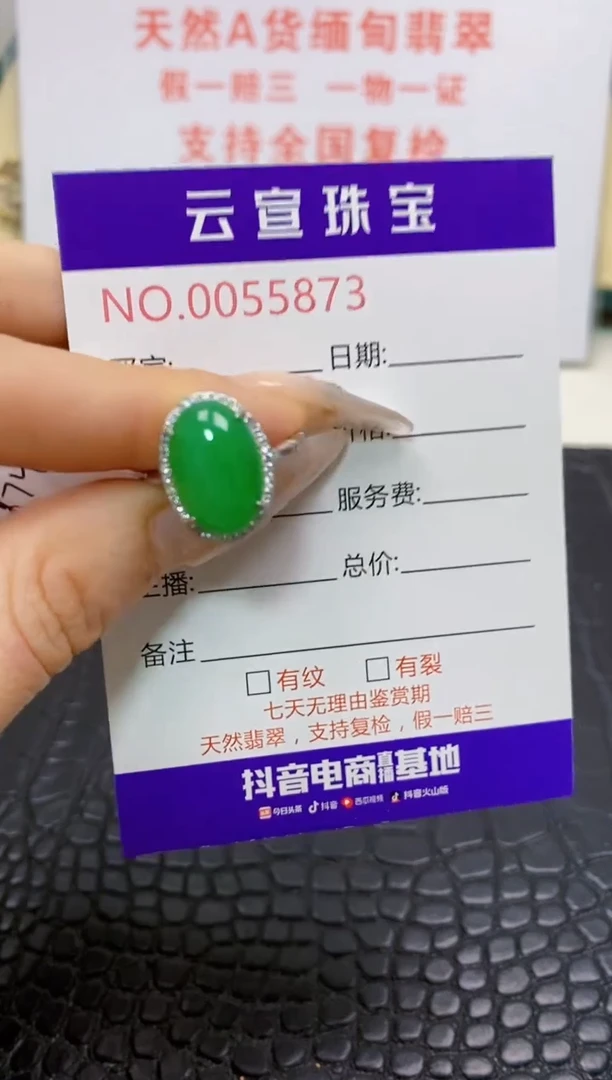 天然A货缅甸翡翠
假一赔三 一物一证
支持全国复检
云宣珠宝
NO.0055873
日期:
服务费:
总价:
备注
有纹 有裂
七天无理由鉴赏期
天然翡翠，支持复检，假一赔三
抖音电商直播基地
今日头条 抖音 西瓜视频 抖音火山版